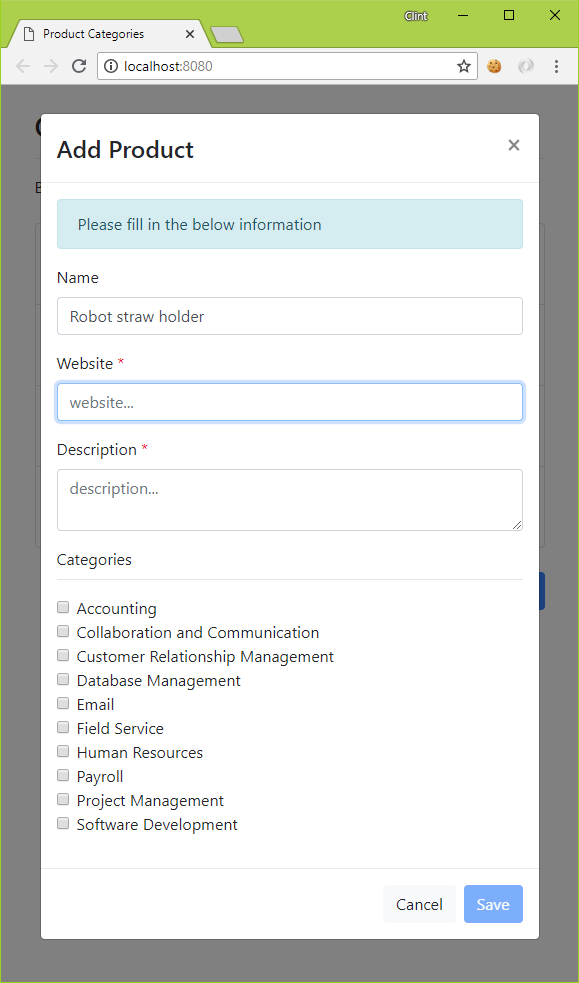 Clint
Product Categories
localhost:8080
Add Product
Please fill in the below information
Name
Robot straw holder
Website *
website...
Description *
description...
Categories
Accounting
Collaboration and Communication
Customer Relationship Management
Database Management
Email
Field Service
Human Resources
Payroll
Project Management
Software Development
Cancel
Save